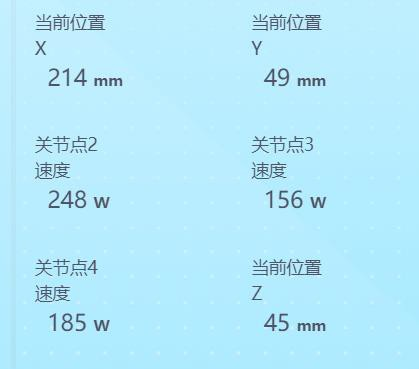 当前位置
X
214 mm
当前位置
Y
49 mm
关节点2
速度
248 w
关节点3
速度
156 w
关节点4
速度
185 w
当前位置
Z
45 mm